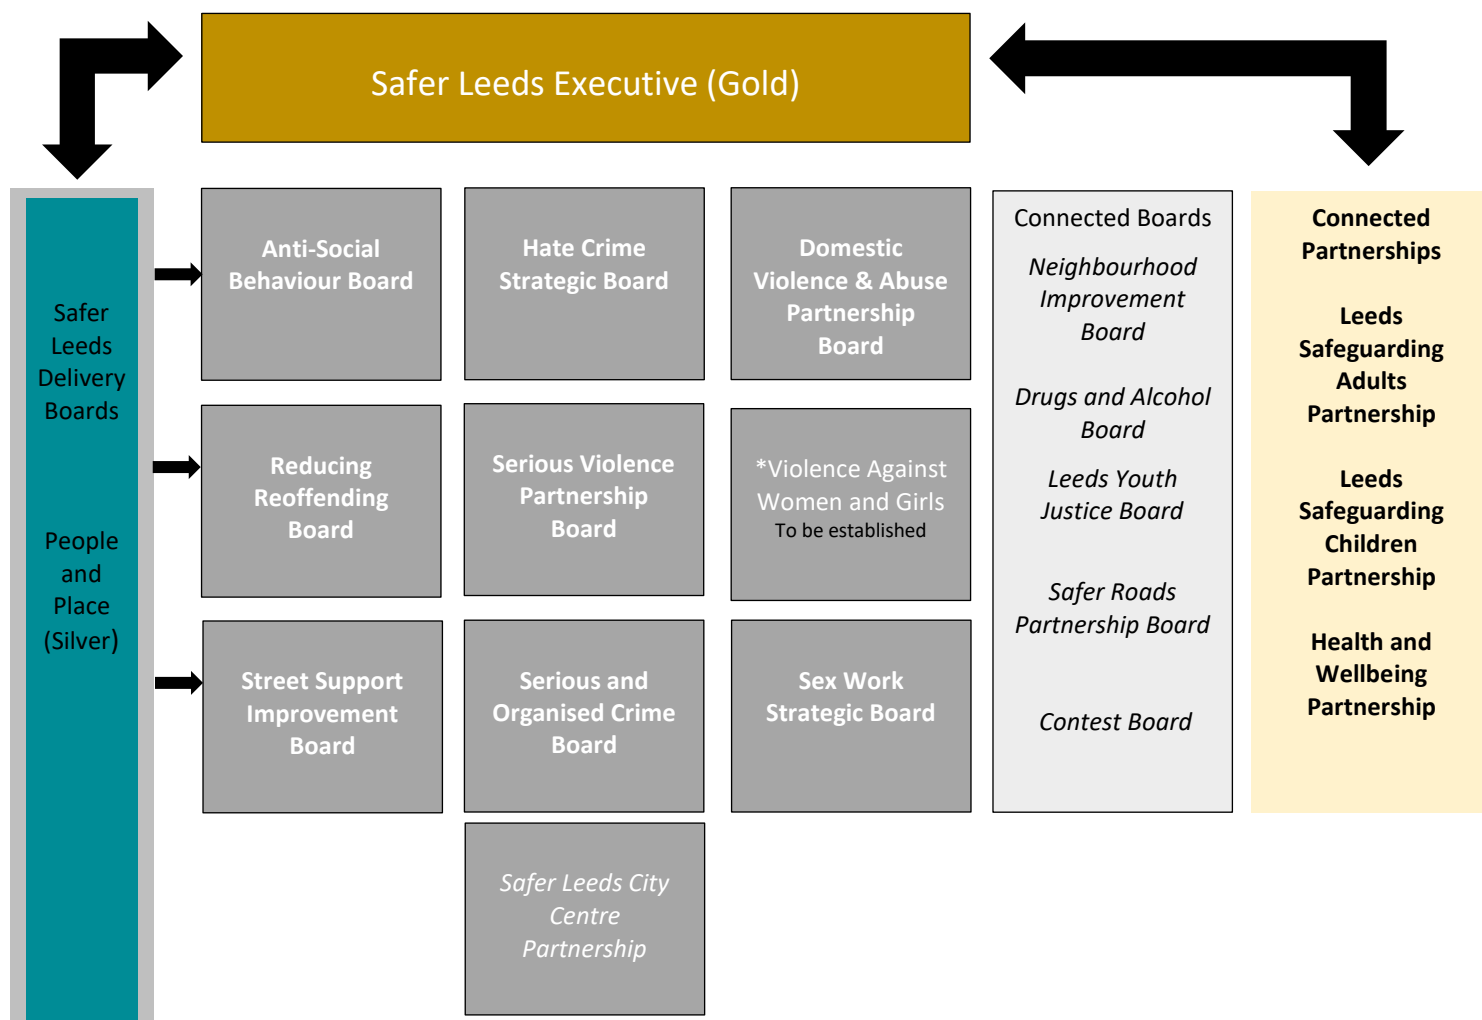 Safer Leeds Executive (Gold)
Safer
Leeds
Delivery
Boards
People
and
Place
(Silver)
Anti-Social
Behaviour Board
Hate Crime
Strategic Board
Domestic
Violence & Abuse
Partnership
Board
Reducing
Reoffending
Board
Serious Violence
Partnership
Board
*Violence Against
Women and Girls
To be established
Street Support
Improvement
Board
Serious and
Organised Crime
Board
Sex Work
Strategic Board
Safer Leeds City
Centre
Partnership
Connected Boards
Neighbourhood
Improvement
Board
Drugs and Alcohol
Board
Leeds Youth
Justice Board
Safer Roads
Partnership Board
Contest Board
Connected
Partnerships
Leeds
Safeguarding
Adults
Partnership
Leeds
Safeguarding
Children
Partnership
Health and
Wellbeing
Partnership